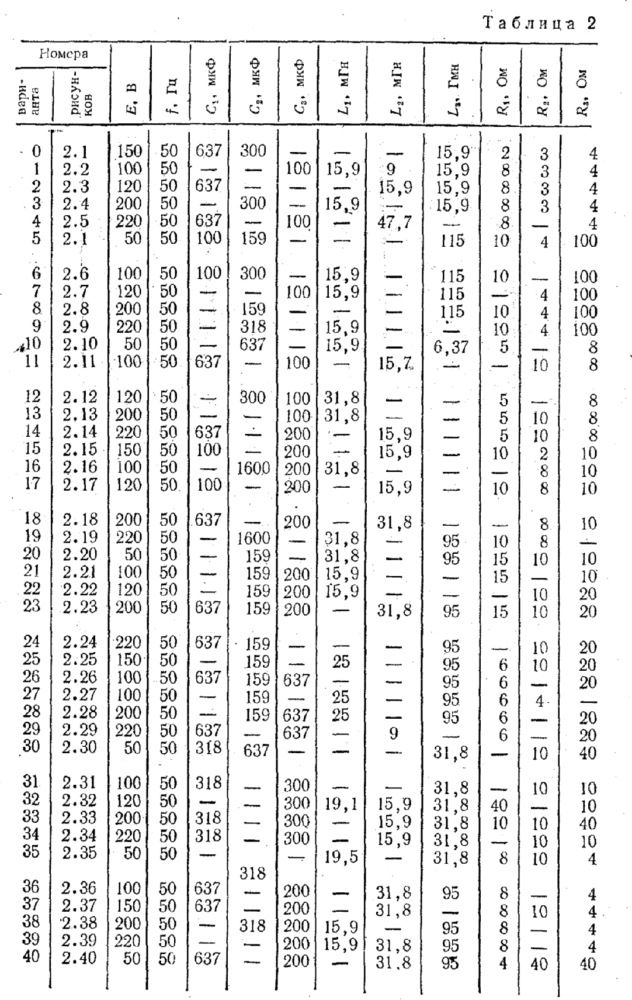 Таблица 2
Номера
вари-
анта
рисун-
ков
E, В
f, Гц
C₁, мкФ
C₂, мкФ
C₃, мкФ
L₁, мГн
L₂, мГн
L₃, Гмн
R₁, Ом
R₂, Ом
R₃, Ом
0 2.1 150 50 637 300 — — — 15,9 2 3 4
1 2.2 100 50 — — 100 15,9 9 15,9 8 3 4
2 2.3 120 50 637 — — — 15,9 15,9 8 3 4
3 2.4 200 50 — 300 — 15,9 — 15,9 8 3 4
4 2.5 220 50 637 — 100 — 47,7 — 8 — 4
5 2.1 50 50 100 159 — — — 115 10 4 100
6 2.6 100 50 100 300 — 15,9 — 115 10 — 100
7 2.7 120 50 — — 100 15,9 — 115 — 4 100
8 2.8 200 50 — 159 — — — 115 10 4 100
9 2.9 220 50 — 318 — 15,9 — — 10 4 100
10 2.10 50 50 — 637 — 15,9 — 6,37 5 — 8
11 2.11 100 50 637 — 100 — 15,7 — — 10 8
12 2.12 120 50 — 300 100 31,8 — — 5 — 8
13 2.13 200 50 — — 100 31,8 — — 5 10 8
14 2.14 220 50 637 — 200 — 15,9 — 5 10 8
15 2.15 150 50 100 — 200 — 15,9 — 10 2 10
16 2.16 100 50 — 1600 200 31,8 — — — 8 10
17 2.17 120 50 100 — 200 — 15,9 — 10 8 10
18 2.18 200 50 637 — 200 — 31,8 — — 8 10
19 2.19 220 50 — 1600 — 31,8 — 95 10 8 —
20 2.20 50 50 — 159 — 31,8 — 95 15 10 10
21 2.21 100 50 — 159 200 15,9 — — 15 — 10
22 2.22 120 50 — 159 200 15,9 — — — 10 20
23 2.23 200 50 637 159 200 — 31,8 95 15 10 20
24 2.24 220 50 637 159 — — — 95 — 10 20
25 2.25 150 50 — 159 — 25 — 95 6 10 20
26 2.26 100 50 637 159 637 — — 95 6 — 20
27 2.27 100 50 — 159 — 25 — 95 6 4 —
28 2.28 200 50 — 159 637 25 — 95 6 — 20
29 2.29 220 50 637 — 637 — 9 — 6 — 20
30 2.30 50 50 318 637 — — — 31,8 — 10 40
31 2.31 100 50 318 — 300 — — 31,8 — 10 10
32 2.32 120 50 — — 300 19,1 15,9 31,8 40 — 10
33 2.33 200 50 318 — 300 — 15,9 31,8 10 10 40
34 2.34 220 50 318 — 300 — 15,9 31,8 — 10 10
35 2.35 50 50 — — 19,5 — 31,8 8 10 4
318
36 2.36 100 50 637 — 200 — 31,8 95 8 — 4
37 2.37 150 50 637 — 200 — 31,8 — 8 10 4
38 2.38 200 50 — 318 200 15,9 — 95 8 — 4
39 2.39 220 50 — — 200 15,9 31,8 95 8 — 4
40 2.40 50 50 637 — 200 — 31.8 95 4 40 40